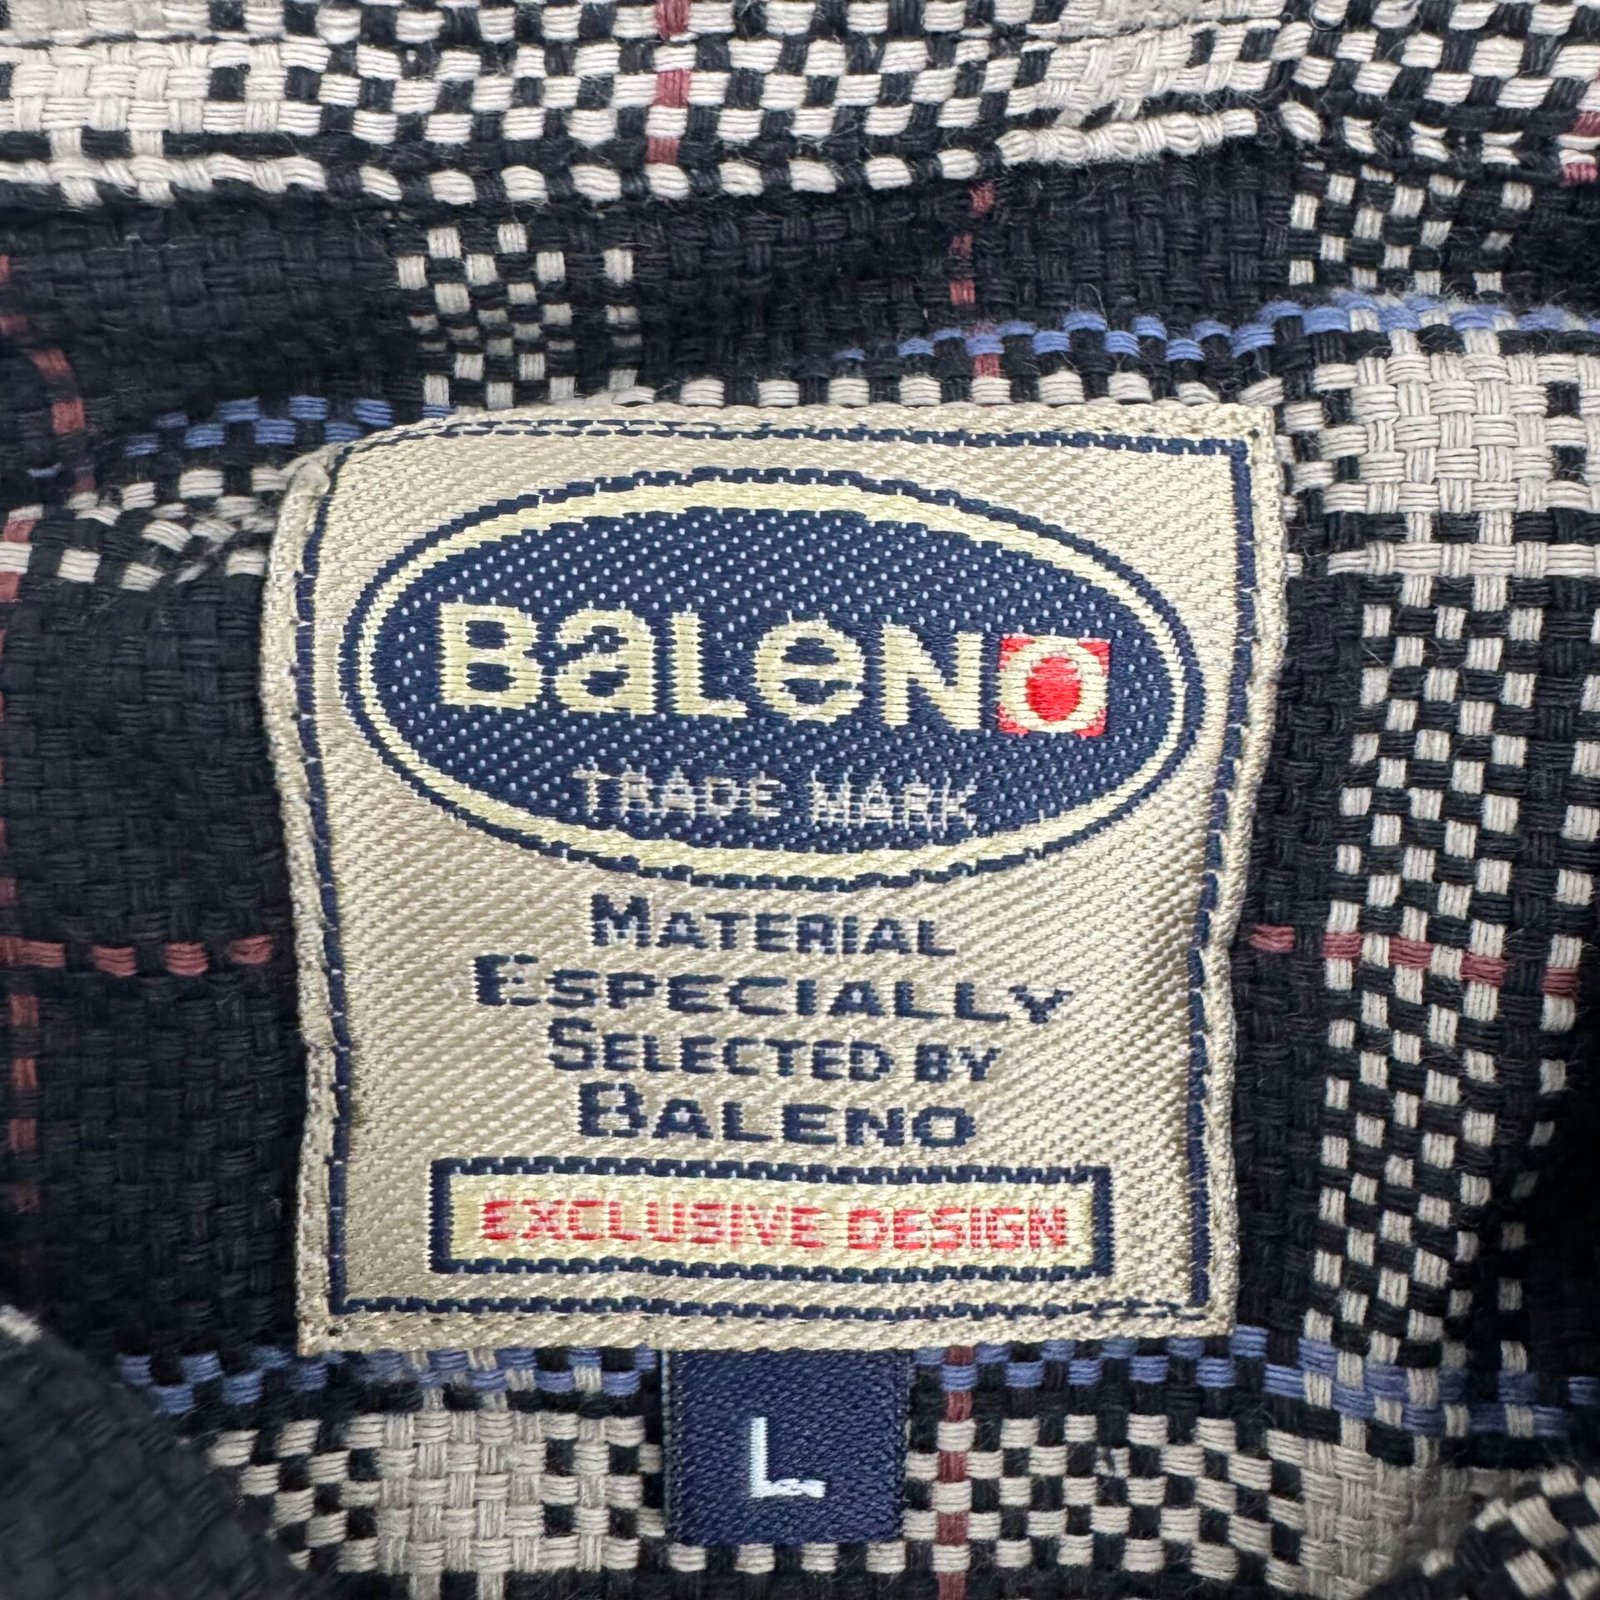 BaLeNO
TRADE MARK
MATERIAL
ESPECIALLY
SELECTED BY
BALENO
EXCLUSIVE DESIGN
L